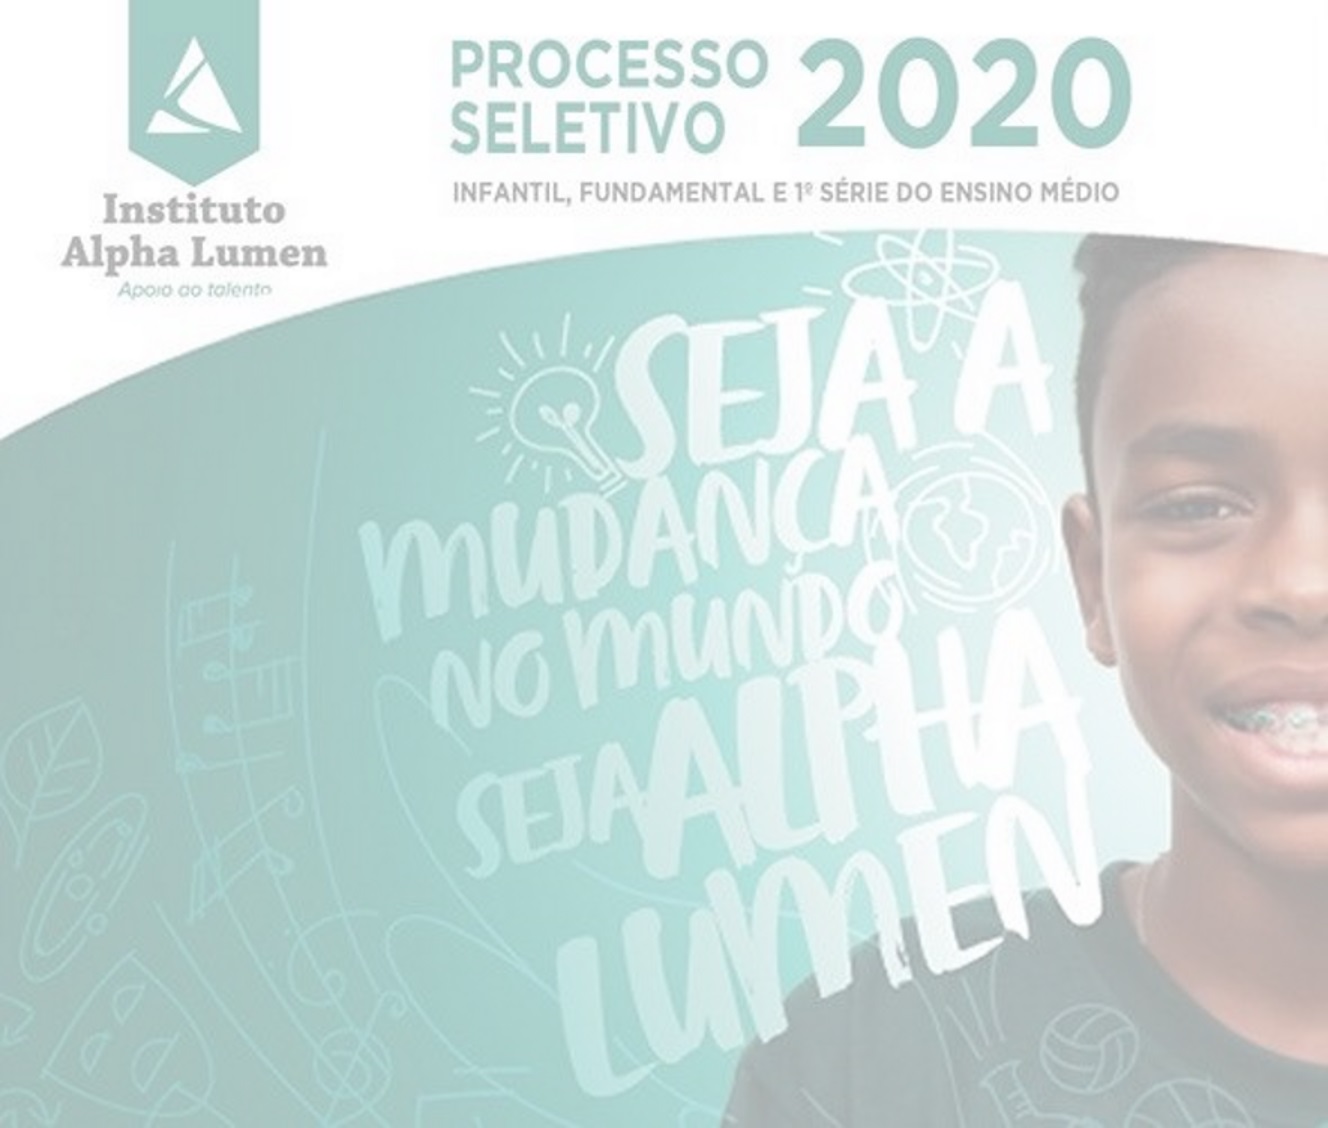 Instituto
Alpha Lumen
Apoio ao talento
PROCESSO
SELETIVO 2020
INFANTIL, FUNDAMENTAL E 1ª SÉRIE DO ENSINO MÉDIO
SEJA A
MUDANÇA
NO MUNDO
SEJA ALPHA
LUMEN